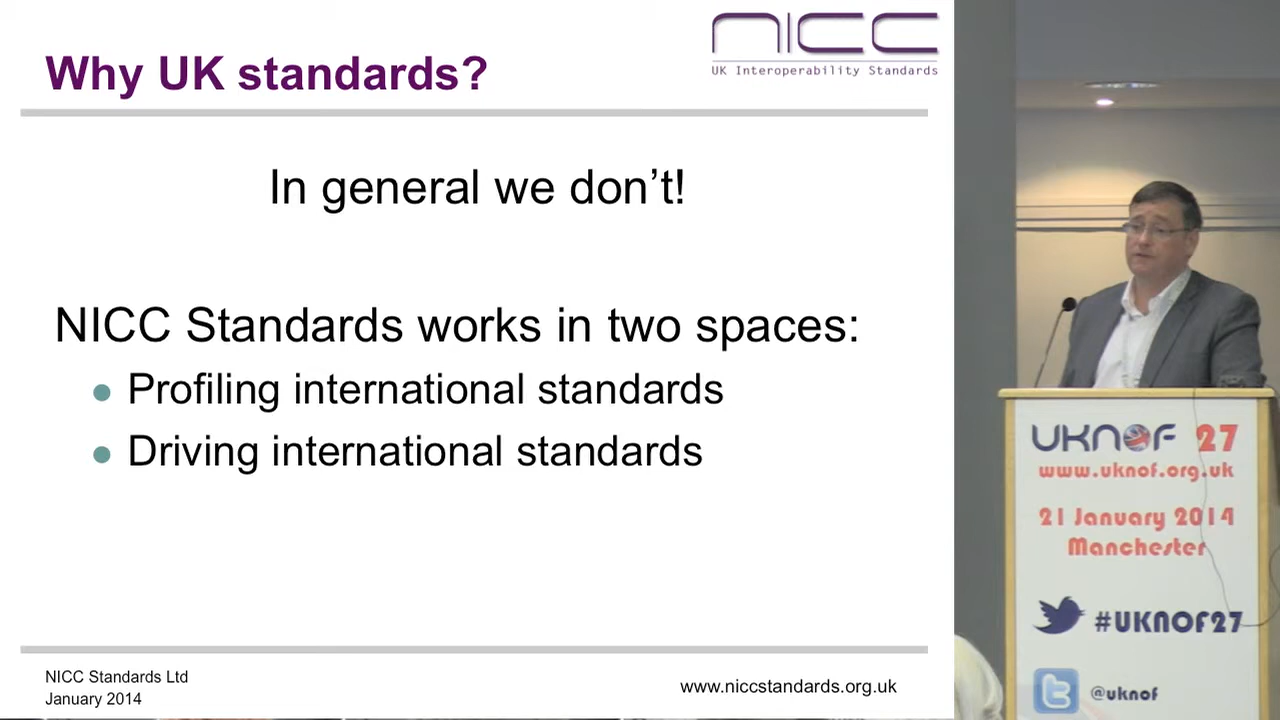 Why UK standards?
NICC
UK Interoperability Standards
In general we don't!
NICC Standards works in two spaces:
● Profiling international standards
● Driving international standards
NICC Standards Ltd
January 2014
www.niccstandards.org.uk
UKNOF 27
www.uknof.org.uk
21 January 2014
Manchester
#UKNOF27
@uknof